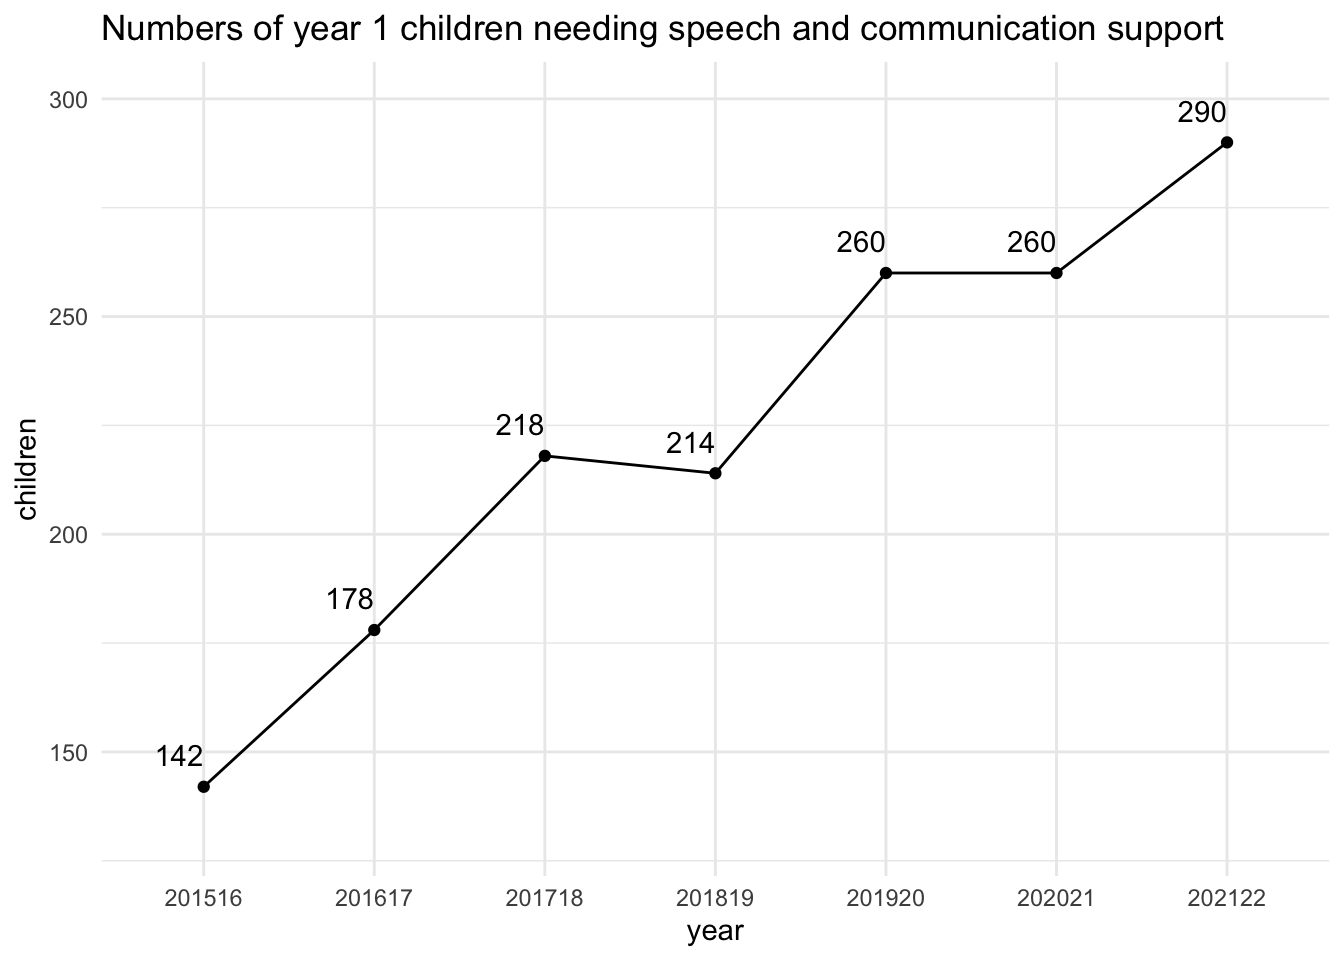 Numbers of year 1 children needing speech and communication support
300
290
260
260
250
218
214
children
200
178
142
150
201516 201617 201718 201819 201920 202021 202122
year